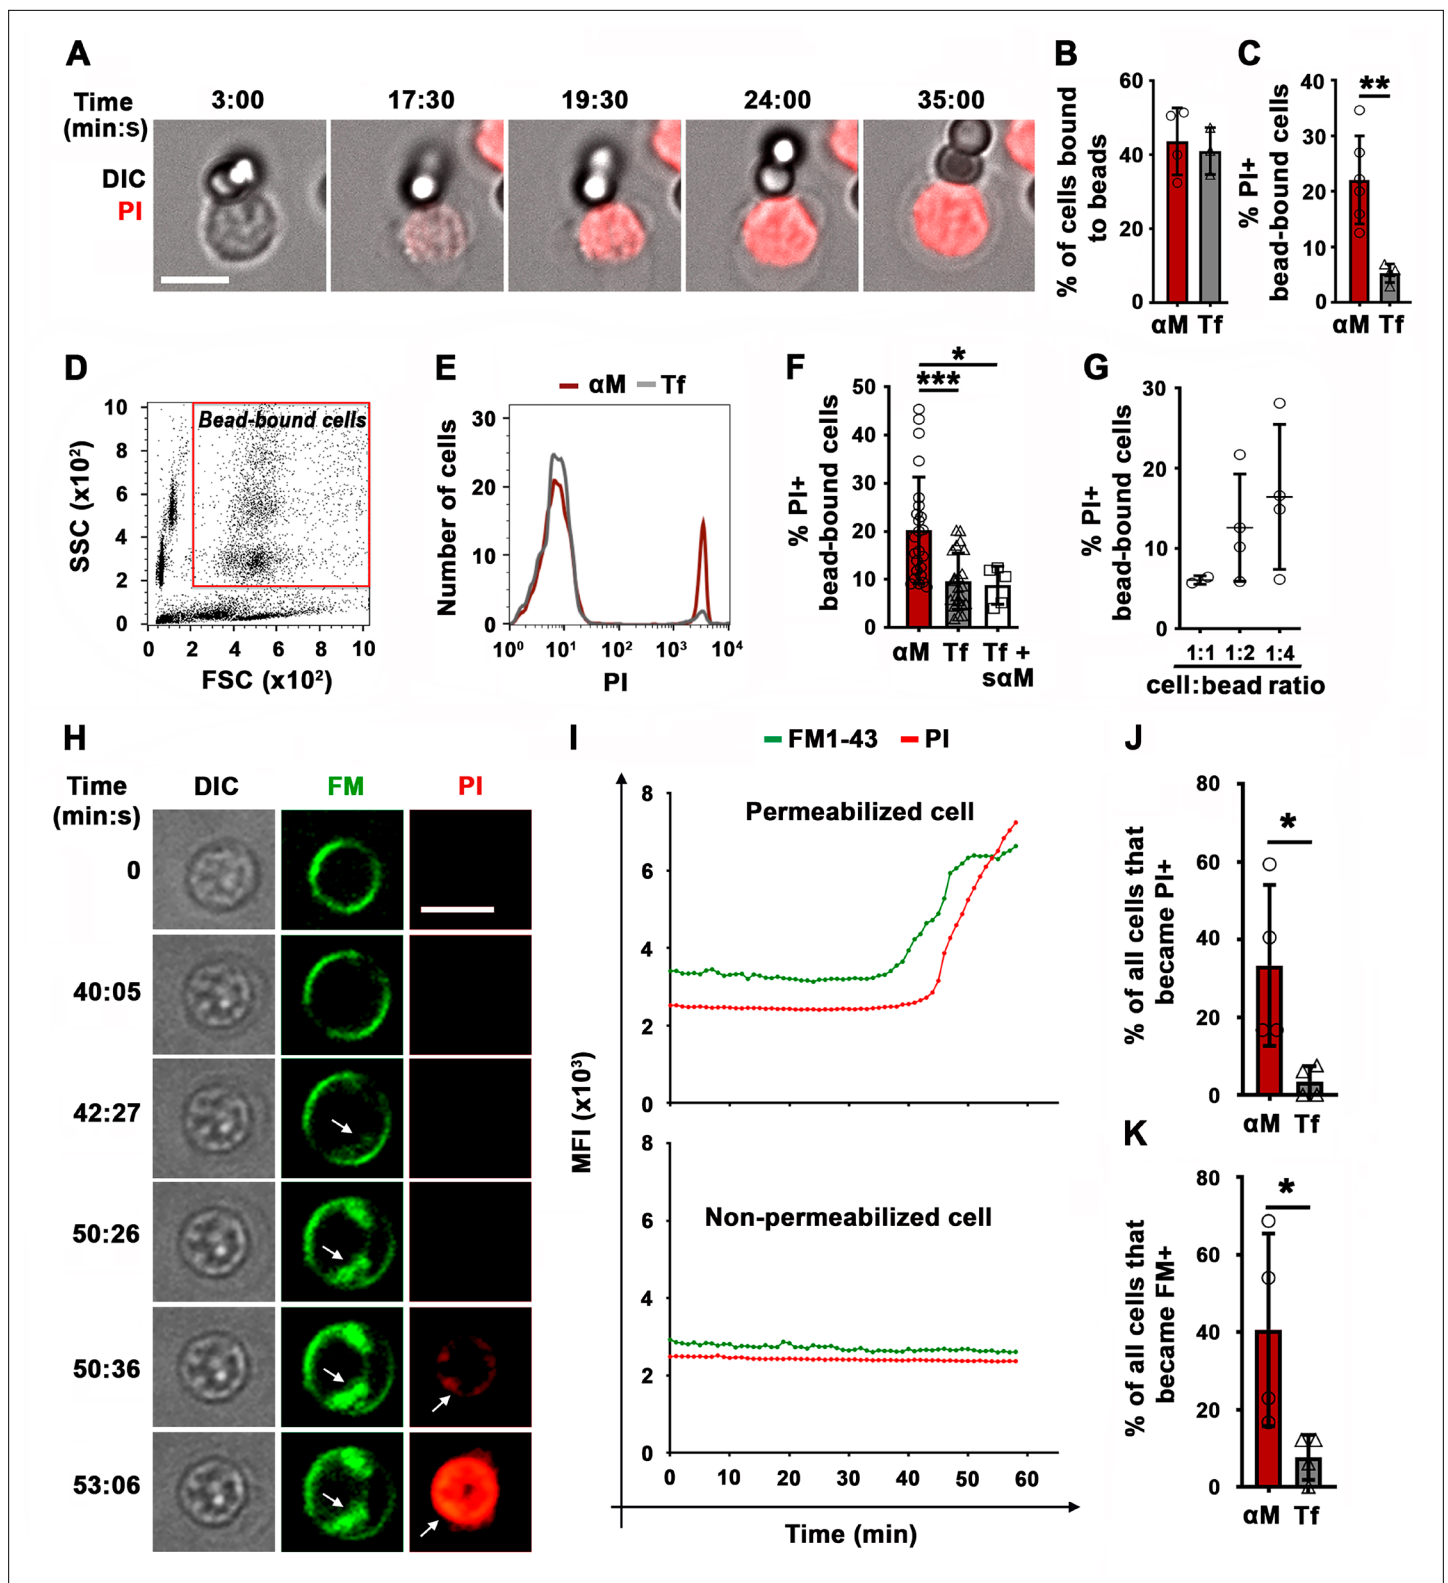 A
Time
(min:s)
3:00
17:30
19:30
24:00
35:00
DIC
PI
B
% of cells bound
to beads
60
40
20
0
αM Tf
C
% PI+
bead-bound cells
40
30
20
10
0
**
αM Tf
D
SSC (x10²)
10
8
6
4
2
0
Bead-bound cells
0 2 4 6 8 10
FSC (x10²)
E
αM Tf
Number of cells
30
20
10
0
10⁰ 10¹ 10² 10³ 10⁴
PI
F
% PI+
bead-bound cells
50
40
30
20
10
0
*
***
αM Tf Tf +
sαM
G
% PI+
bead-bound cells
30
20
10
0
1:1 1:2 1:4
cell:bead ratio
H
Time
(min:s)
DIC
FM
PI
0
40:05
42:27
50:26
50:36
53:06
I
FM1-43 PI
MFI (x10³)
Permeabilized cell
8
6
4
2
0
Non-permeabilized cell
8
6
4
2
0
0 10 20 30 40 50 60
Time (min)
J
% of all cells that
became PI+
80
60
40
20
0
*
αM Tf
K
% of all cells that
became FM+
80
60
40
20
0
*
αM Tf